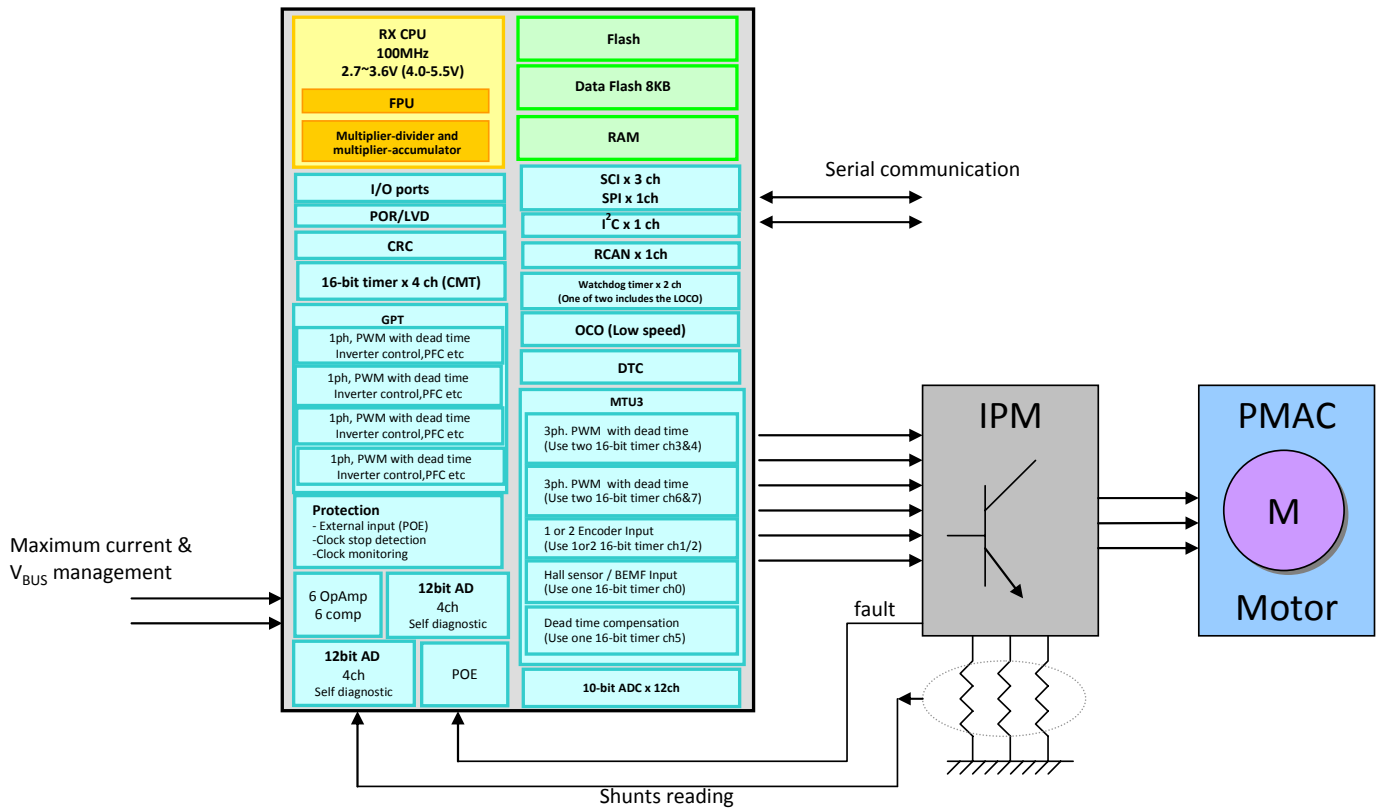 RX CPU
100MHz
2.7~3.6V (4.0-5.5V)
FPU
Multiplier-divider and
multiplier-accumulator
I/O ports
POR/LVD
CRC
16-bit timer x 4 ch (CMT)
GPT
1ph, PWM with dead time
Inverter control,PFC etc
1ph, PWM with dead time
Inverter control,PFC etc
1ph, PWM with dead time
Inverter control,PFC etc
1ph, PWM with dead time
Inverter control,PFC etc
Protection
- External input (POE)
-Clock stop detection
-Clock monitoring
6 OpAmp
6 comp
12bit AD
4ch
Self diagnostic
12bit AD
4ch
Self diagnostic
POE
Flash
Data Flash 8KB
RAM
SCI x 3 ch
SPI x 1ch
I²C x 1 ch
RCAN x 1ch
Watchdog timer x 2 ch
(One of two includes the LOCO)
OCO (Low speed)
DTC
MTU3
3ph. PWM with dead time
(Use two 16-bit timer ch3&4)
3ph. PWM with dead time
(Use two 16-bit timer ch6&7)
1 or 2 Encoder Input
(Use 1or2 16-bit timer ch1/2)
Hall sensor / BEMF Input
(Use one 16-bit timer ch0)
Dead time compensation
(Use one 16-bit timer ch5)
10-bit ADC x 12ch
Maximum current &
VBUS management
Serial communication
IPM
PMAC
M
Motor
fault
Shunts reading